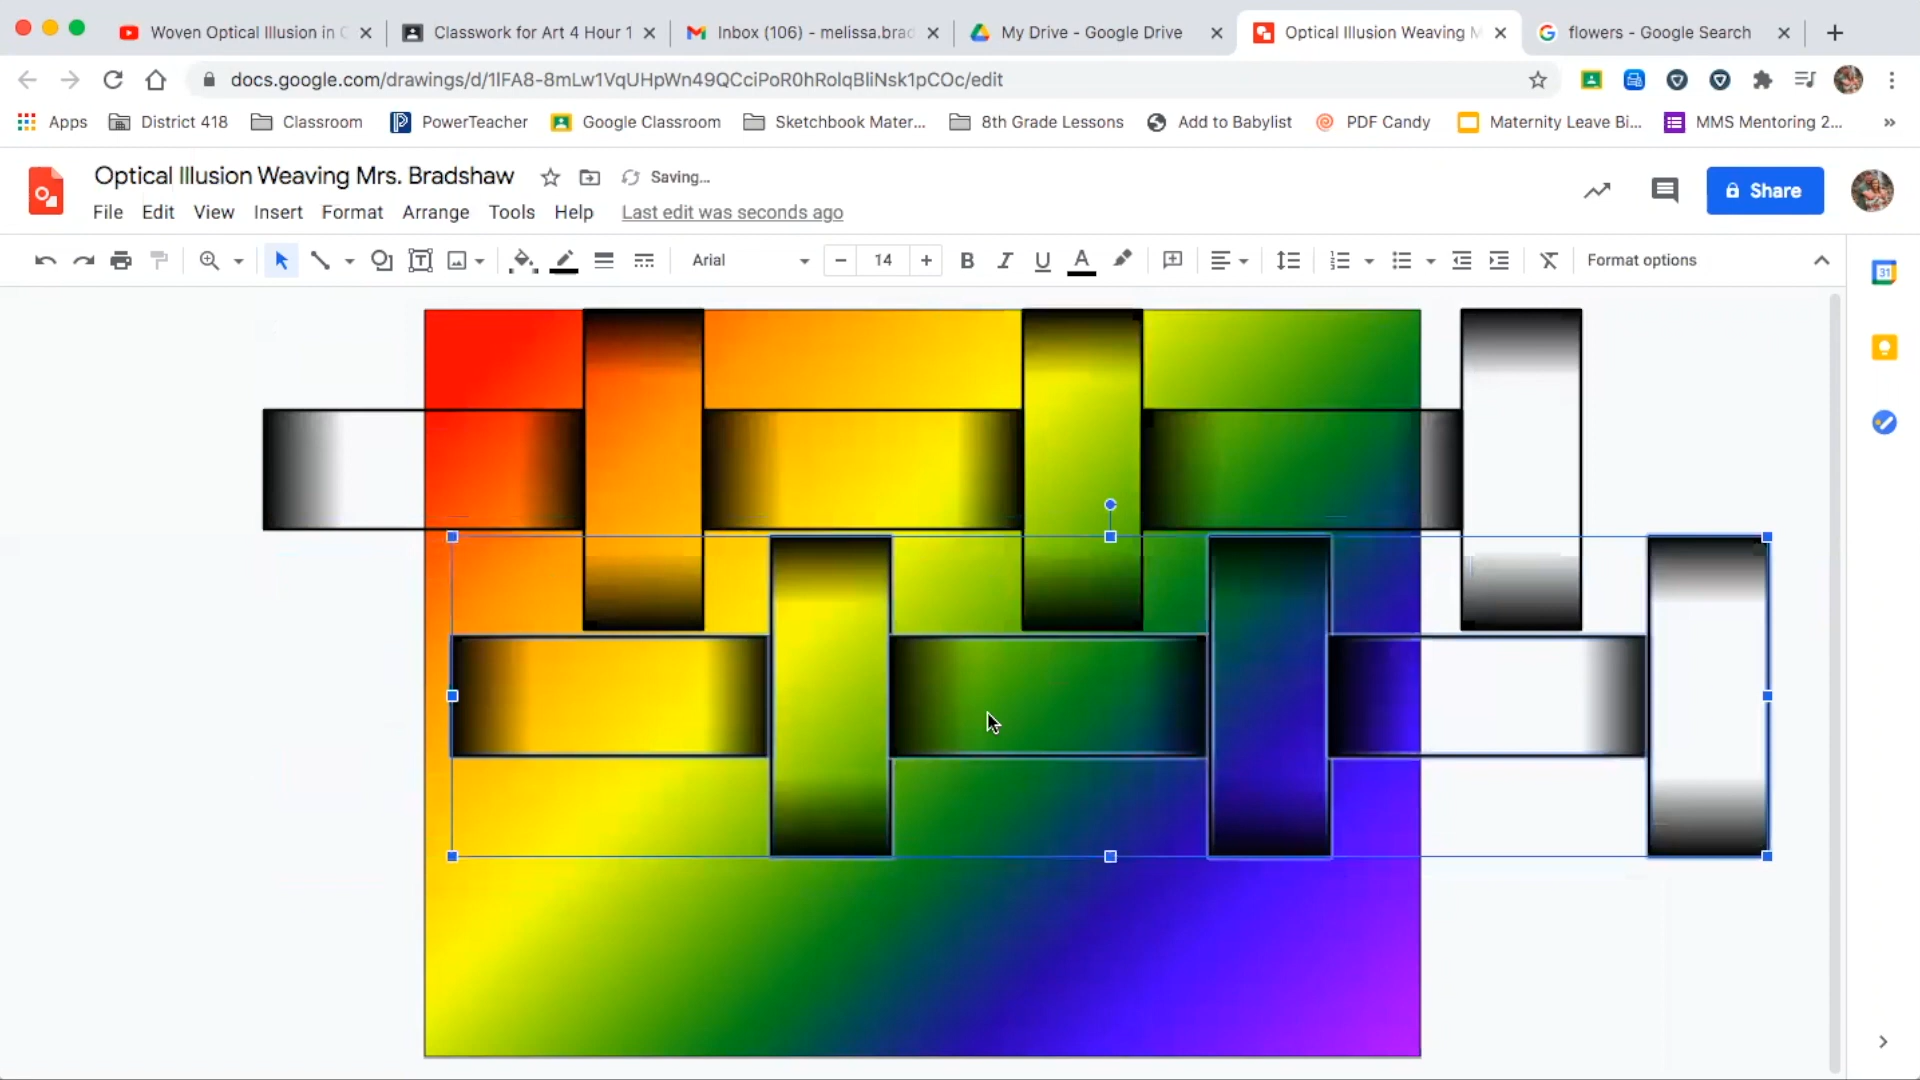 Woven Optical Illusion in G
Classwork for Art 4 Hour 1
Inbox (106) - melissa.brad
My Drive - Google Drive
Optical Illusion Weaving M
flowers - Google Search
docs.google.com/drawings/d/1lFA8-8mLw1VqUHpWn49QCciPoR0hRolqBliNsk1pCOc/edit
Apps District 418 Classroom PowerTeacher Google Classroom Sketchbook Mater... 8th Grade Lessons Add to Babylist PDF Candy Maternity Leave Bi... MMS Mentoring 2... »
Optical Illusion Weaving Mrs. Bradshaw Saving...
File Edit View Insert Format Arrange Tools Help Last edit was seconds ago
Share
Arial 14 B I U A Format options
31